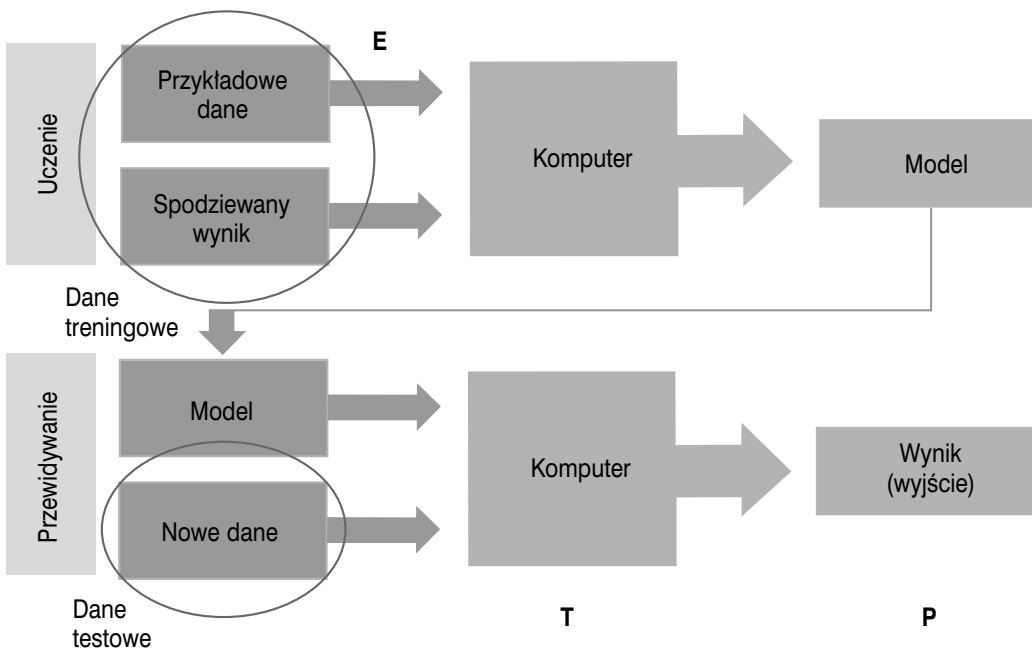 E
Uczenie
Przykładowe
dane
Spodziewany
wynik
Komputer
Model
Dane
treningowe
Przewidywanie
Model
Nowe dane
Komputer
Wynik
(wyjście)
Dane
testowe
T
P